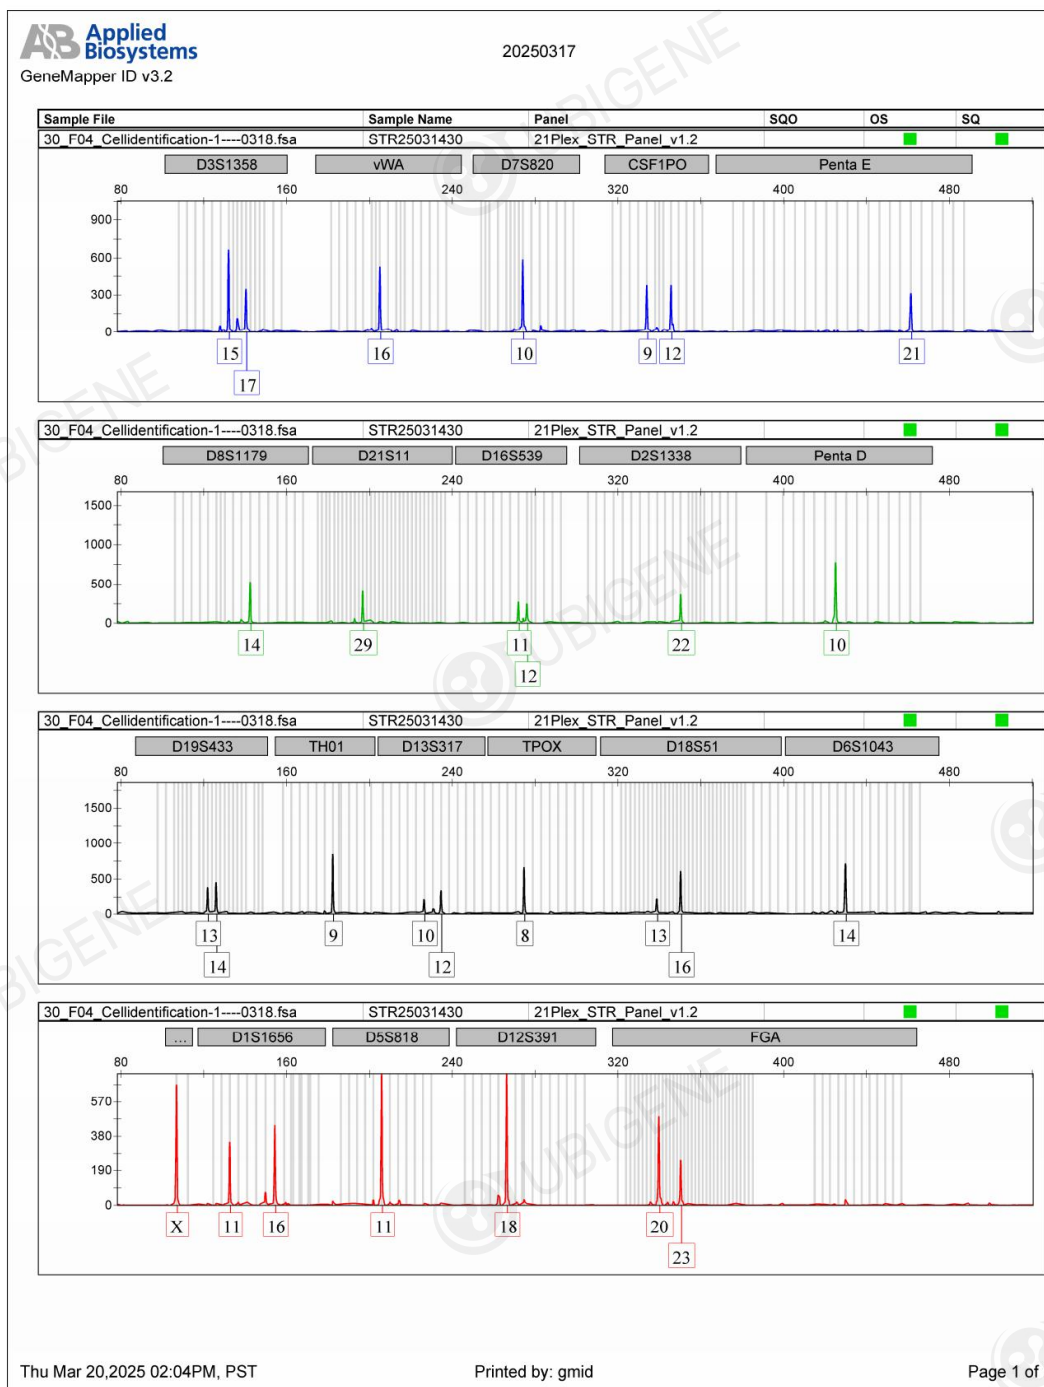 AB Applied Biosystems
GeneMapper ID v3.2
20250317
Sample File Sample Name Panel SQO OS SQ
30_F04_Cellidentification-1----0318.fsa STR25031430 21Plex_STR_Panel_v1.2
D3S1358 vWA D7S820 CSF1PO Penta E
80 160 240 320 400 480
900
600
300
0
15 16 10 9 12 21
17
30_F04_Cellidentification-1----0318.fsa STR25031430 21Plex_STR_Panel_v1.2
D8S1179 D21S11 D16S539 D2S1338 Penta D
80 160 240 320 400 480
1500
1000
500
0
14 29 11 22 10
12
30_F04_Cellidentification-1----0318.fsa STR25031430 21Plex_STR_Panel_v1.2
D19S433 TH01 D13S317 TPOX D18S51 D6S1043
80 160 240 320 400 480
1500
1000
500
0
13 9 10 8 13 14
14 12 16
30_F04_Cellidentification-1----0318.fsa STR25031430 21Plex_STR_Panel_v1.2
... D1S1656 D5S818 D12S391 FGA
80 160 240 320 400 480
570
380
190
0
X 11 16 11 18 20
23
Thu Mar 20,2025 02:04PM, PST Printed by: gmid Page 1 of
UBIGENE
UBIGENE
UBIGENE
UBIGENE
UBIGENE